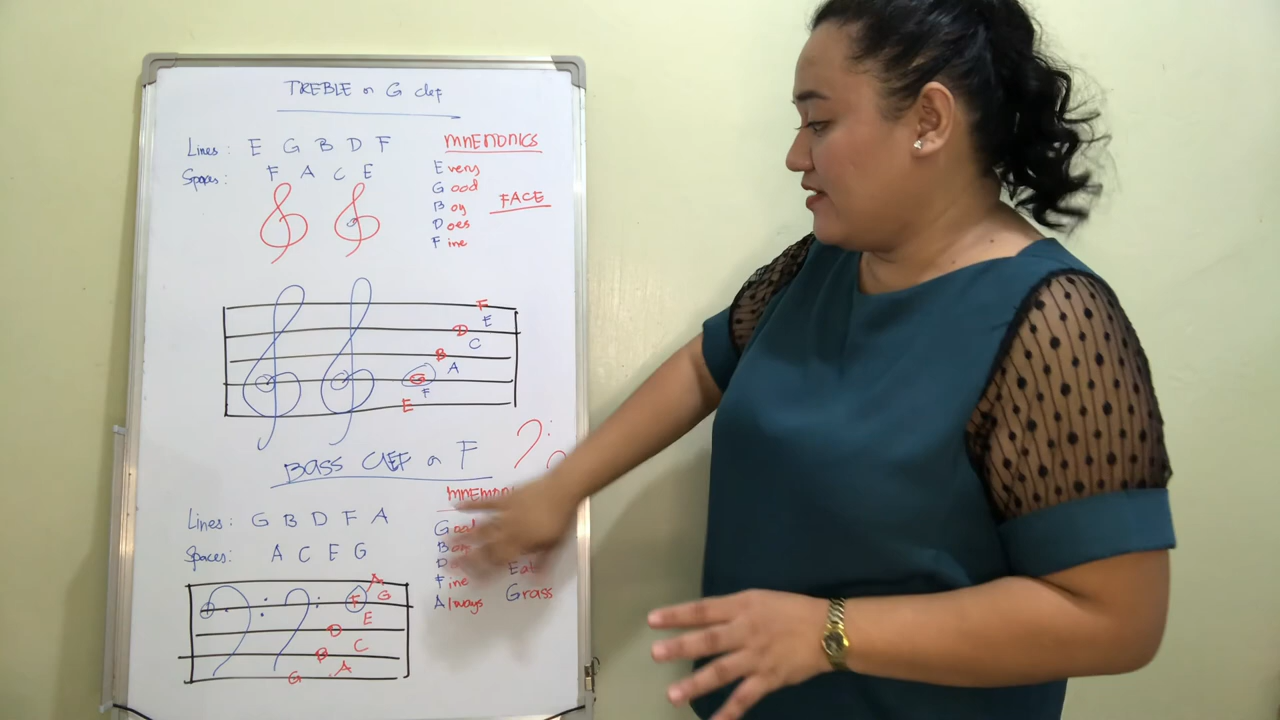 TREBLE or G clef
Lines: E G B D F
Spaces: F A C E
MNEMONICS
Every
Good
Boy
Does
Fine
FACE
F
E
D
C
B
A
G
F
E
BASS CLEF or F
Lines: G B D F A
Spaces: A C E G
Fine
Always
Eat
Grass
A
G
F
E
D
C
B
A
G